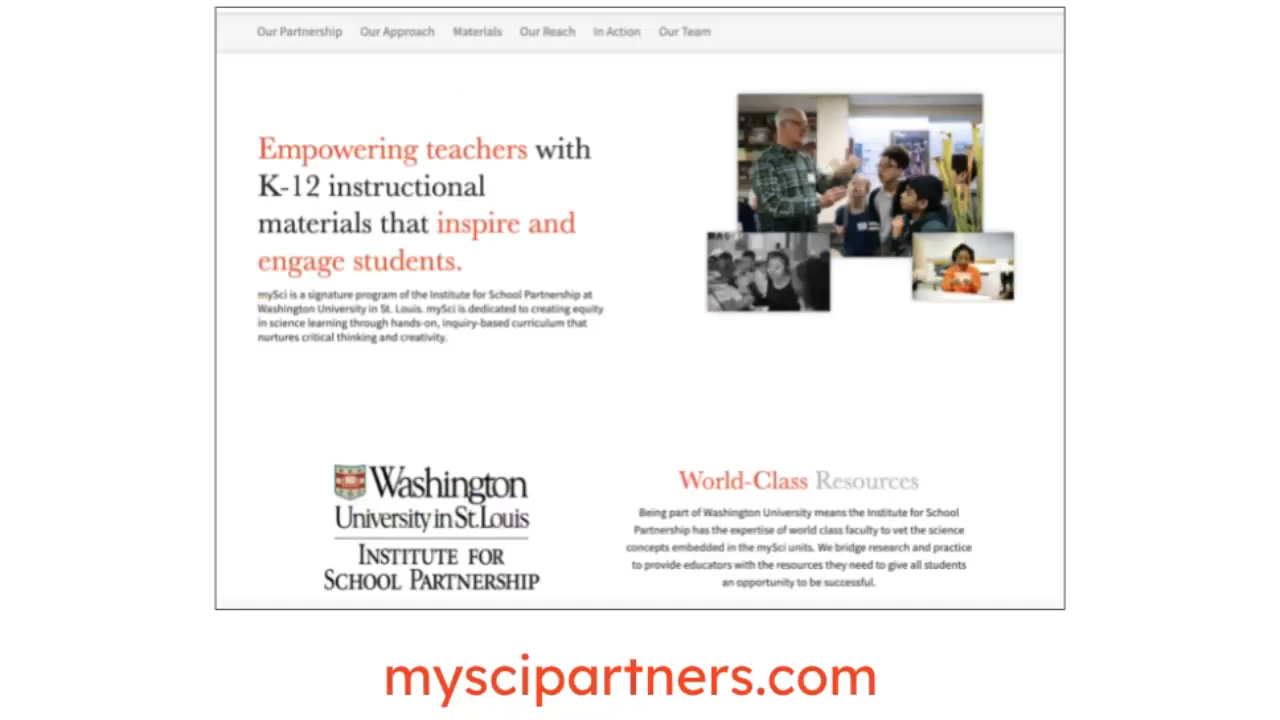 Our Partnership Our Approach Materials Our Reach In Action Our Team
Empowering teachers with
K-12 instructional
materials that inspire and
engage students.
mySci is a signature program of the Institute for School Partnership at
Washington University in St. Louis. mySci is dedicated to creating equity
in science learning through hands-on, inquiry-based curriculum that
nurtures critical thinking and creativity.
Washington
University in St. Louis
INSTITUTE FOR
SCHOOL PARTNERSHIP
World-Class Resources
Being part of Washington University means the Institute for School
Partnership has the expertise of world class faculty to vet the science
concepts embedded in the mySci units. We bridge research and practice
to provide educators with the resources they need to give all students
an opportunity to be successful.
myscipartners.com